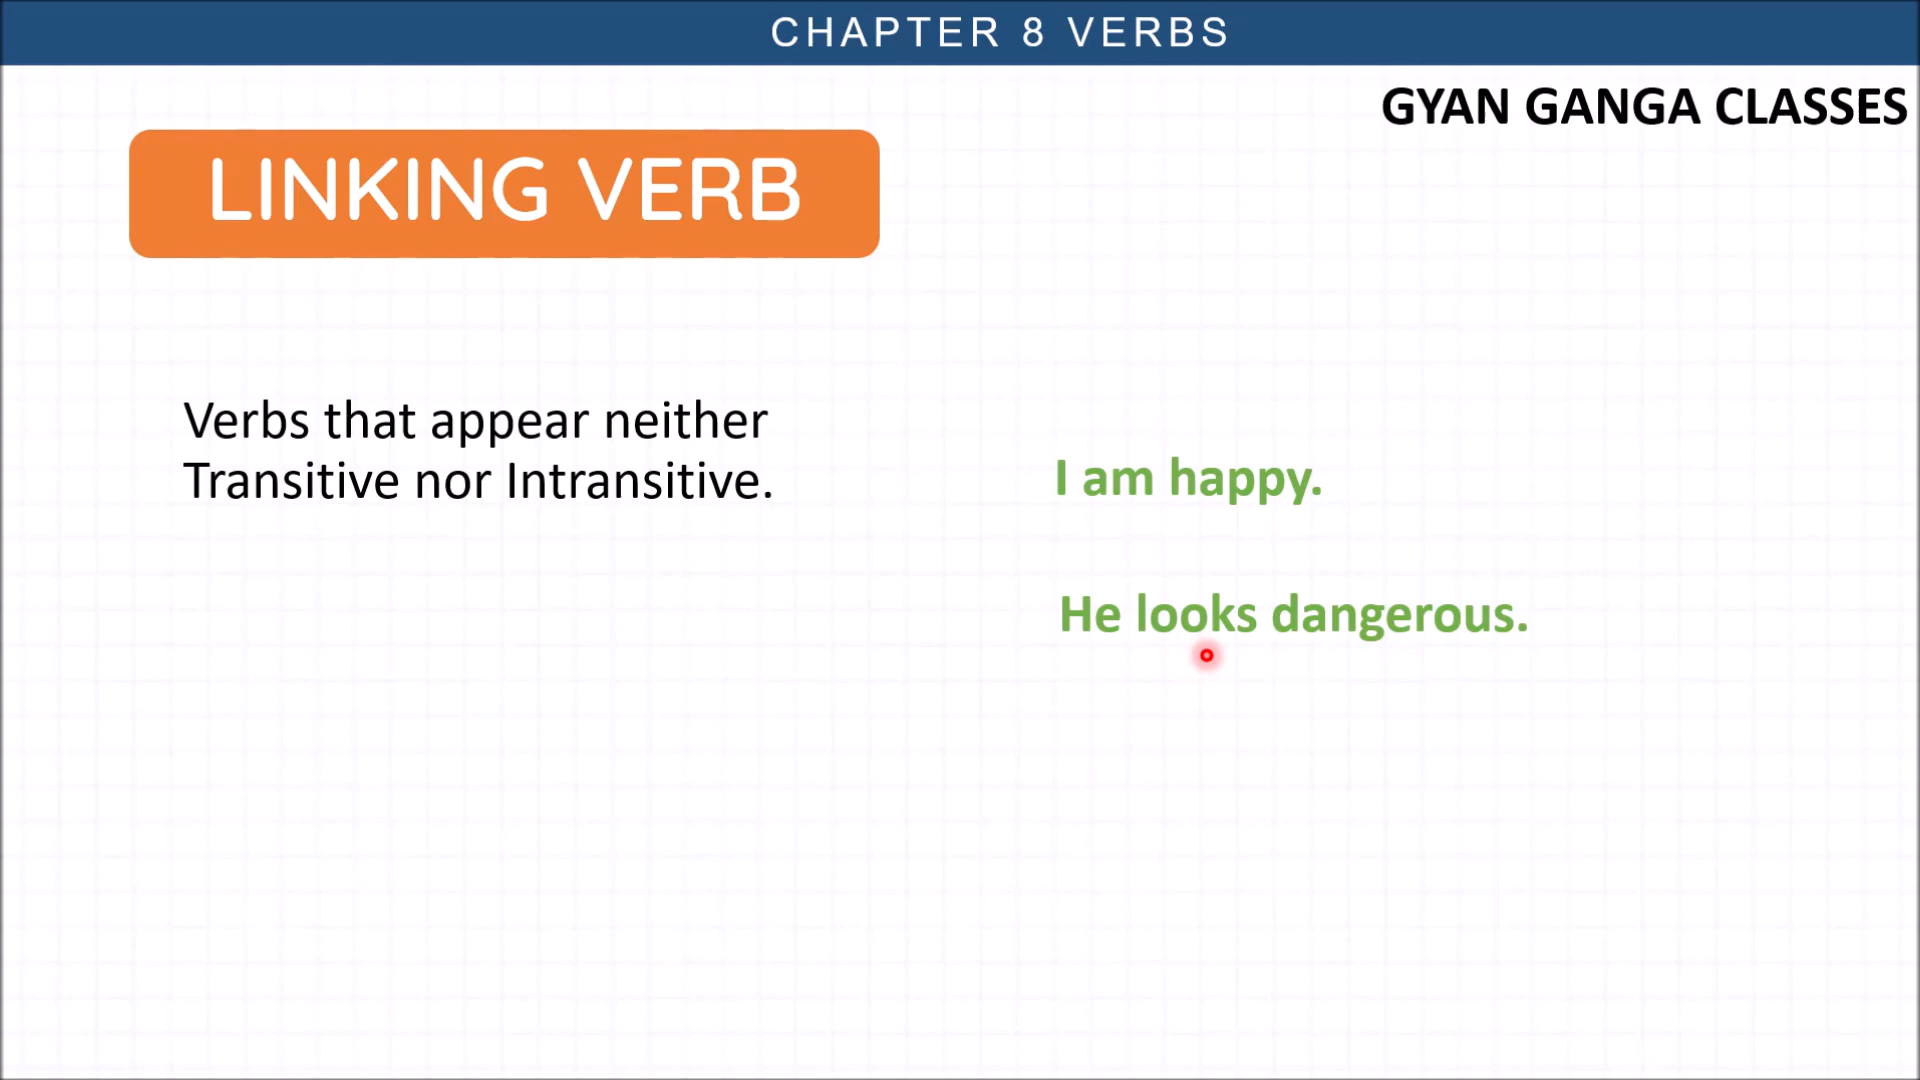 CHAPTER 8 VERBS
GYAN GANGA CLASSES
LINKING VERB
Verbs that appear neither
Transitive nor Intransitive.
I am happy.
He looks dangerous.